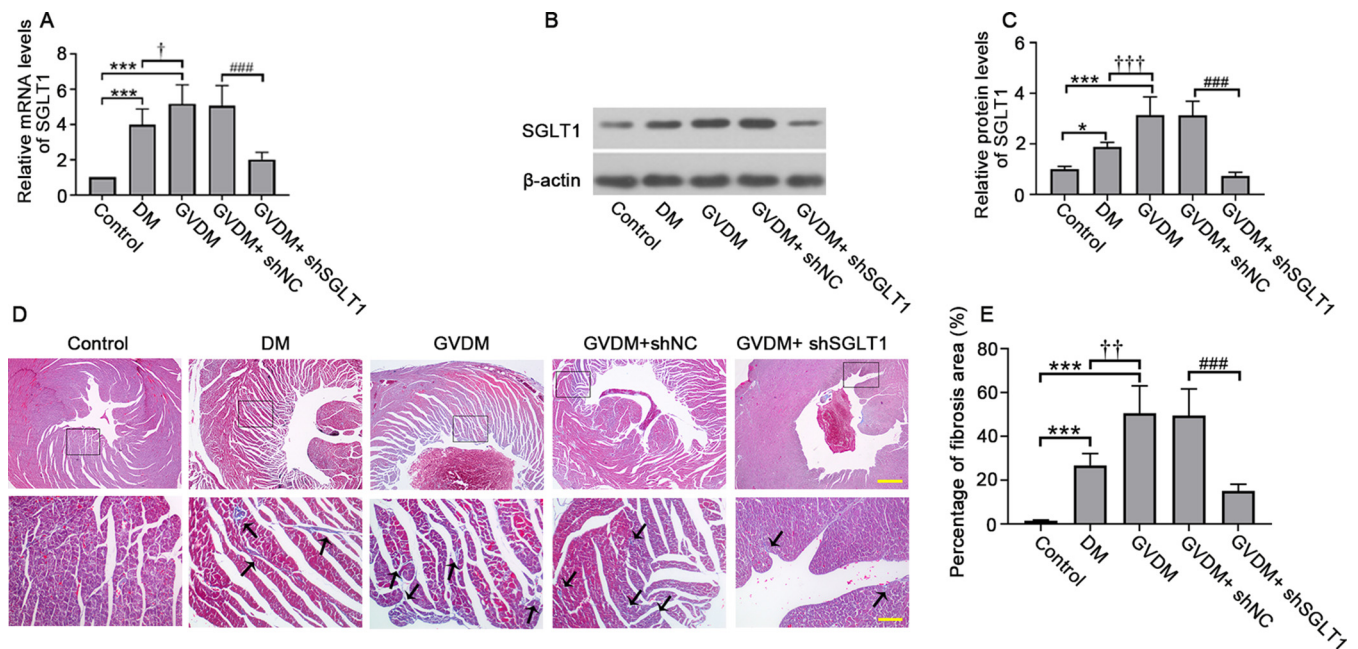 A
Relative mRNA levels
of SGLT1
8
6
4
2
0
***
***
†
###
Control
DM
GVDM
GVDM+ shNC
GVDM+ shSGLT1
B
SGLT1
β-actin
Control
DM
GVDM
GVDM+ shNC
GVDM+ shSGLT1
C
Relative protein levels
of SGLT1
6
4
2
0
*
***
†††
###
Control
DM
GVDM
GVDM+ shNC
GVDM+ shSGLT1
D
Control
DM
GVDM
GVDM+shNC
GVDM+ shSGLT1
E
Percentage of fibrosis area (%)
80
60
40
20
0
***
***
††
###
Control
DM
GVDM
GVDM+ shNC
GVDM+ shSGLT1